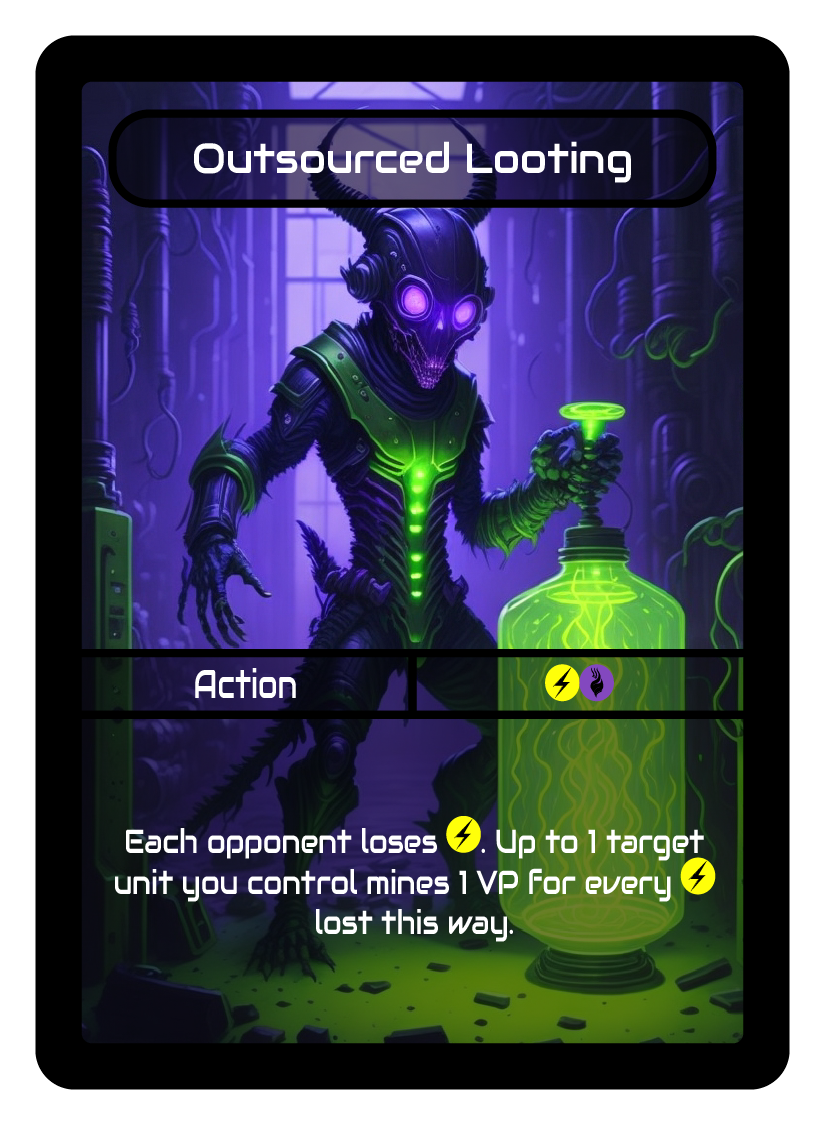 Outsourced Looting
Action
Each opponent loses . Up to 1 target
unit you control mines 1 VP for every
lost this way.